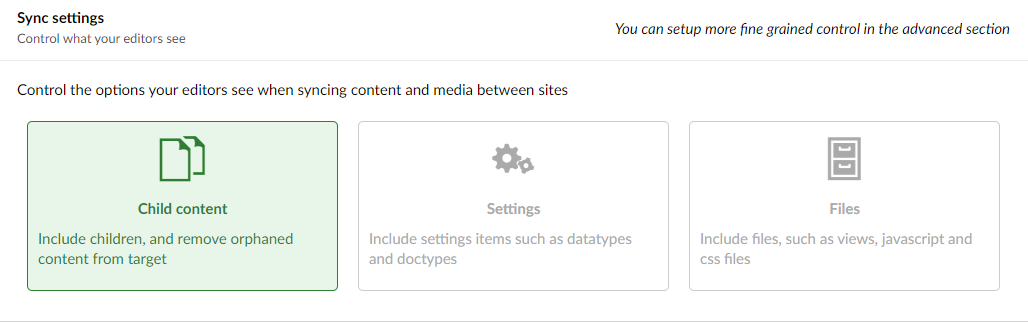 Sync settings
Control what your editors see
You can setup more fine grained control in the advanced section
Control the options your editors see when syncing content and media between sites
Child content
Include children, and remove orphaned
content from target
Settings
Include settings items such as datatypes
and doctypes
Files
Include files, such as views, javascript and
css files